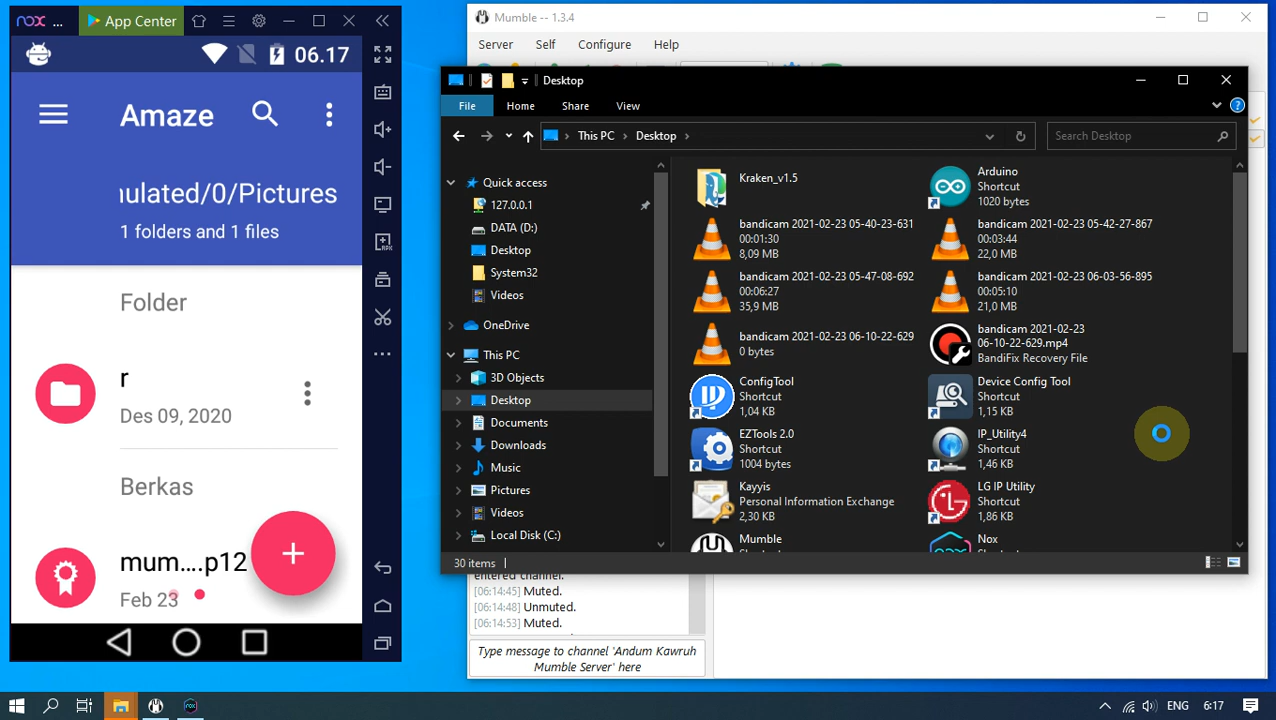 nox ...
App Center
06.17
Amaze
ulated/0/Pictures
1 folders and 1 files
Folder
r
Des 09, 2020
Berkas
mum....p12
Feb 23
Mumble -- 1.3.4
Server
Self
Configure
Help
Desktop
File
Home
Share
View
This PC
Desktop
Search Desktop
Quick access
127.0.0.1
DATA (D:)
Desktop
System32
Videos
OneDrive
This PC
3D Objects
Desktop
Documents
Downloads
Music
Pictures
Videos
Local Disk (C:)
Kraken_v1.5
Arduino
Shortcut
1020 bytes
bandicam 2021-02-23 05-40-23-631
00:01:30
8,09 MB
bandicam 2021-02-23 05-42-27-867
00:03:44
22,0 MB
bandicam 2021-02-23 05-47-08-692
00:06:27
35,9 MB
bandicam 2021-02-23 06-03-56-895
00:05:10
21,0 MB
bandicam 2021-02-23 06-10-22-629
0 bytes
bandicam 2021-02-23
06-10-22-629.mp4
BandiFix Recovery File
ConfigTool
Shortcut
1,04 KB
Device Config Tool
Shortcut
1,15 KB
EZTools 2.0
Shortcut
1004 bytes
IP_Utility4
Shortcut
1,46 KB
Kayyis
Personal Information Exchange
2,30 KB
LG IP Utility
Shortcut
1,86 KB
Mumble
Nox
30 items
entered channel.
[06:14:45] Muted.
[06:14:48] Unmuted.
[06:14:53] Muted.
Type message to channel 'Andum Kawruh
Mumble Server' here
ENG
6:17